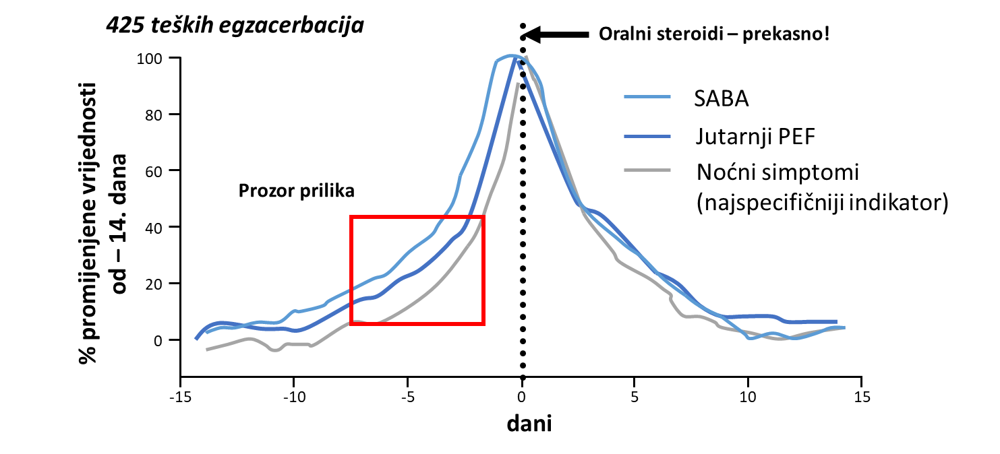 425 teških egzacerbacija
Oralni steroidi – prekasno!
% promijenjene vrijednosti
od – 14. dana
100
80
60
40
20
0
Prozor prilika
SABA
Jutarnji PEF
Noćni simptomi
(najspecifičniji indikator)
-15
-10
-5
0
5
10
15
dani